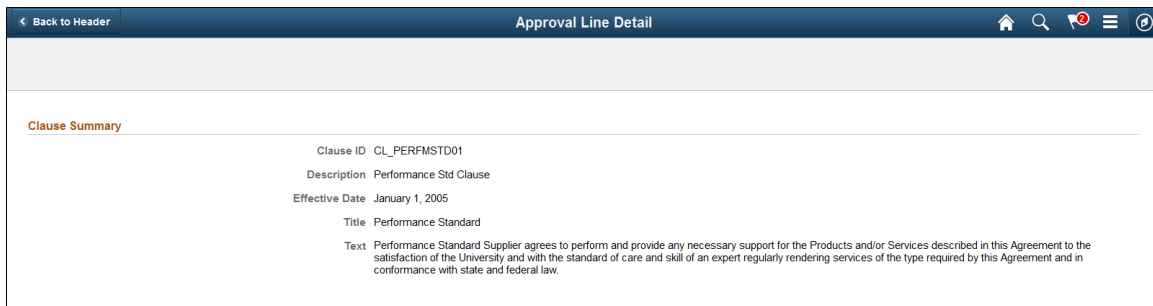 Back to Header
Approval Line Detail
2
Clause Summary
Clause ID CL_PERFMSTD01
Description Performance Std Clause
Effective Date January 1, 2005
Title Performance Standard
Text Performance Standard Supplier agrees to perform and provide any necessary support for the Products and/or Services described in this Agreement to the
satisfaction of the University and with the standard of care and skill of an expert regularly rendering services of the type required by this Agreement and in
conformance with state and federal law.